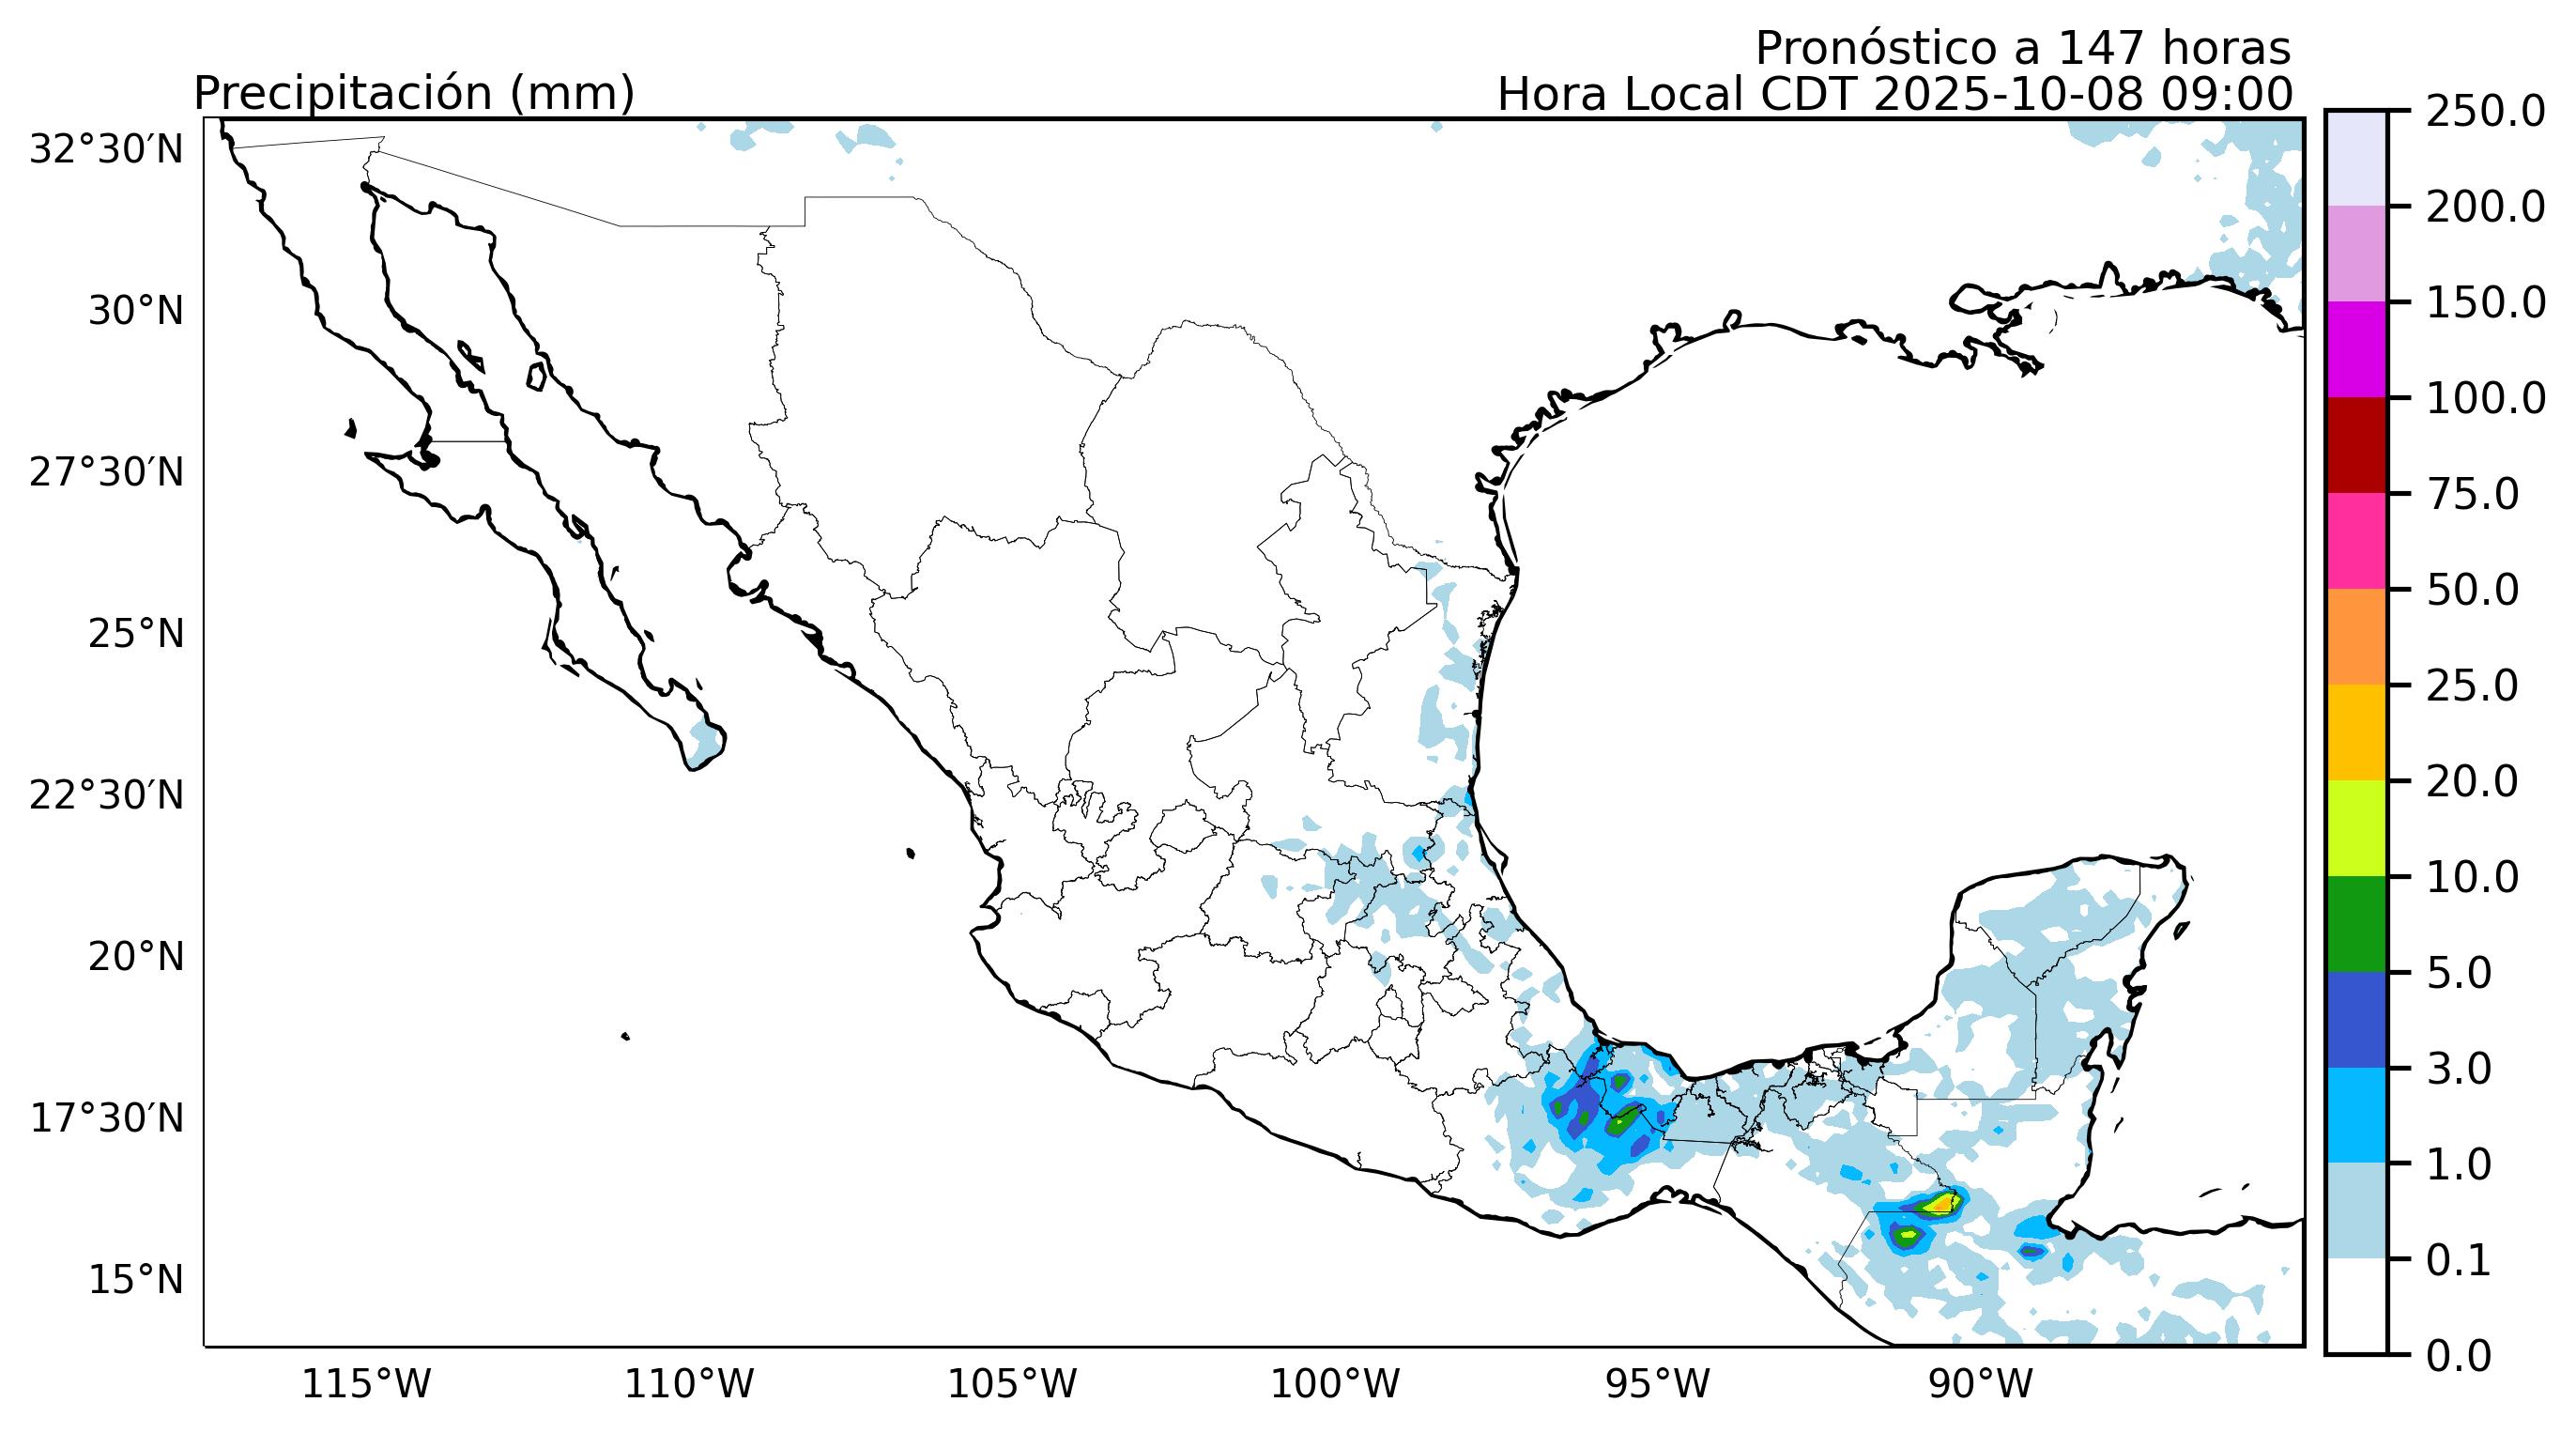 Pronóstico a 147 horas
Precipitación (mm)
Hora Local CDT 2025-10-08 09:00
32°30′N
30°N
27°30′N
25°N
22°30′N
20°N
17°30′N
15°N
115°W
110°W
105°W
100°W
95°W
90°W
250.0
200.0
150.0
100.0
75.0
50.0
25.0
20.0
10.0
5.0
3.0
1.0
0.1
0.0